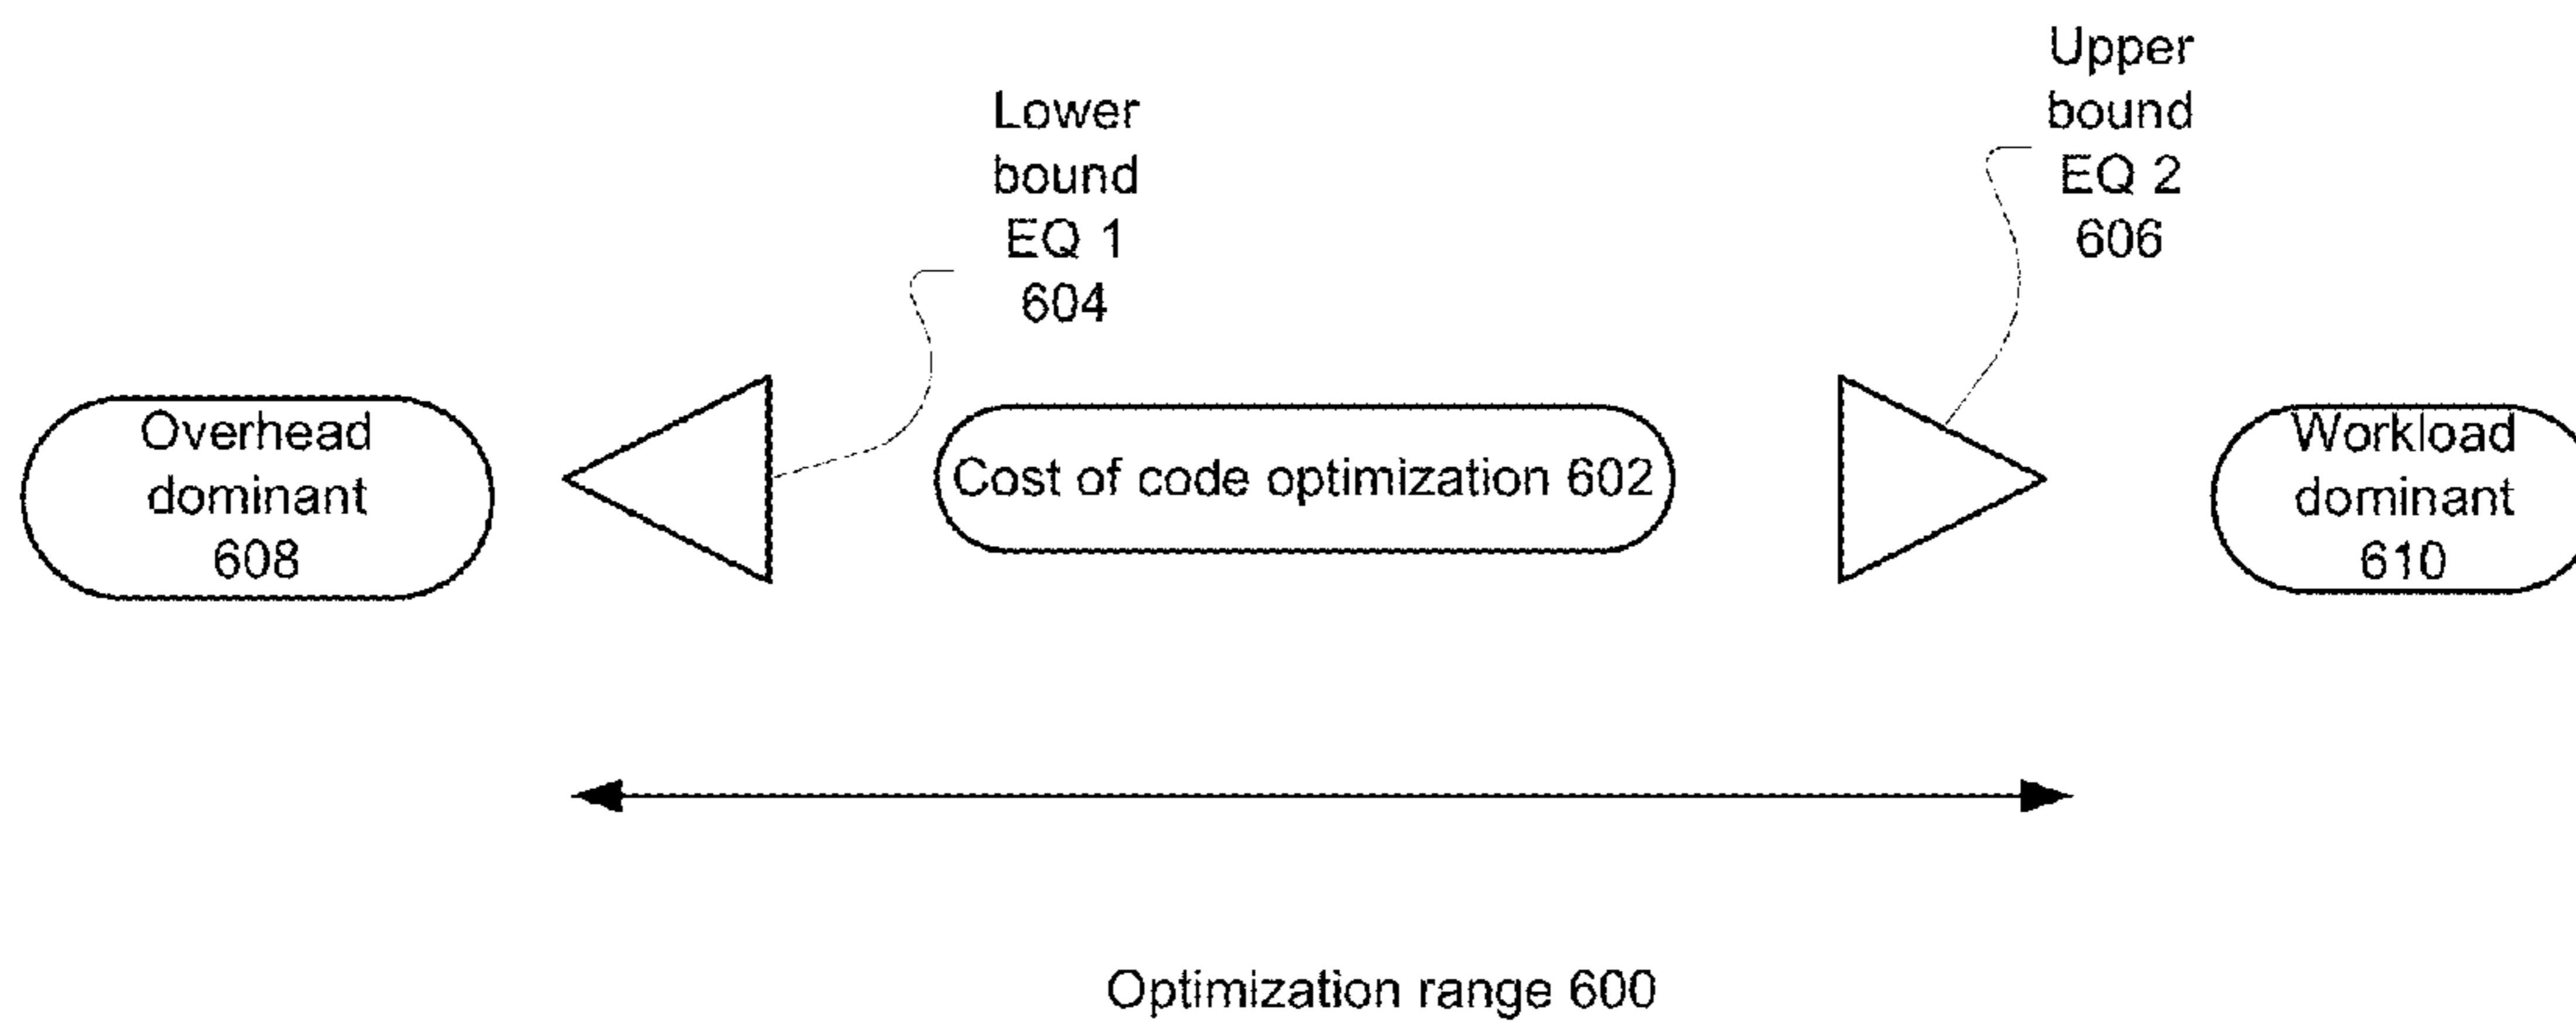 Upper
bound
EQ 2
606
Lower
bound
EQ 1
604
Overhead
dominant
608
Cost of code optimization 602
Workload
dominant
610
Optimization range 600